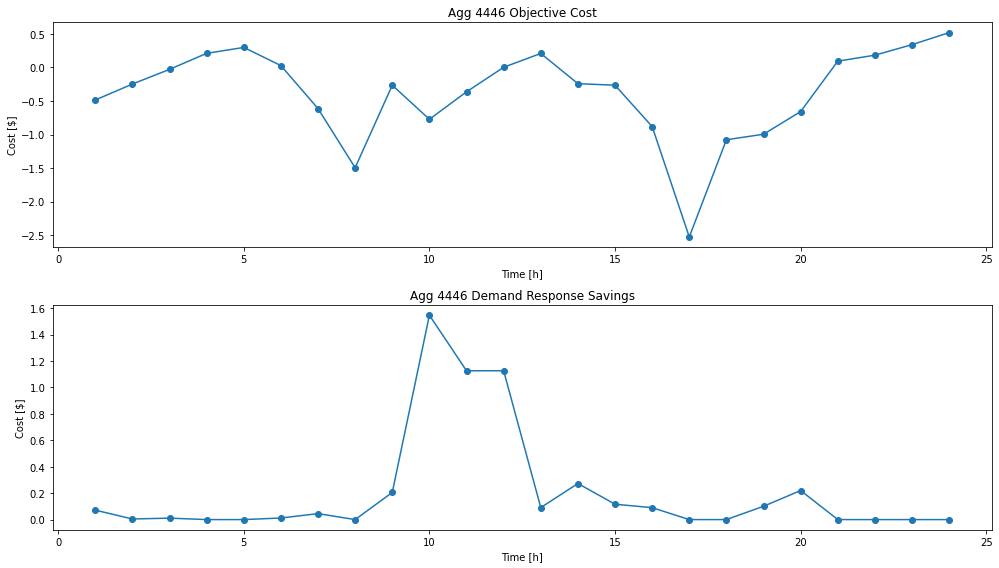 Agg 4446 Objective Cost
Cost [$]
0.5
0.0
−0.5
−1.0
−1.5
−2.0
−2.5
0 5 10 15 20 25
Time [h]
Agg 4446 Demand Response Savings
Cost [$]
1.6
1.4
1.2
1.0
0.8
0.6
0.4
0.2
0.0
0 5 10 15 20 25
Time [h]